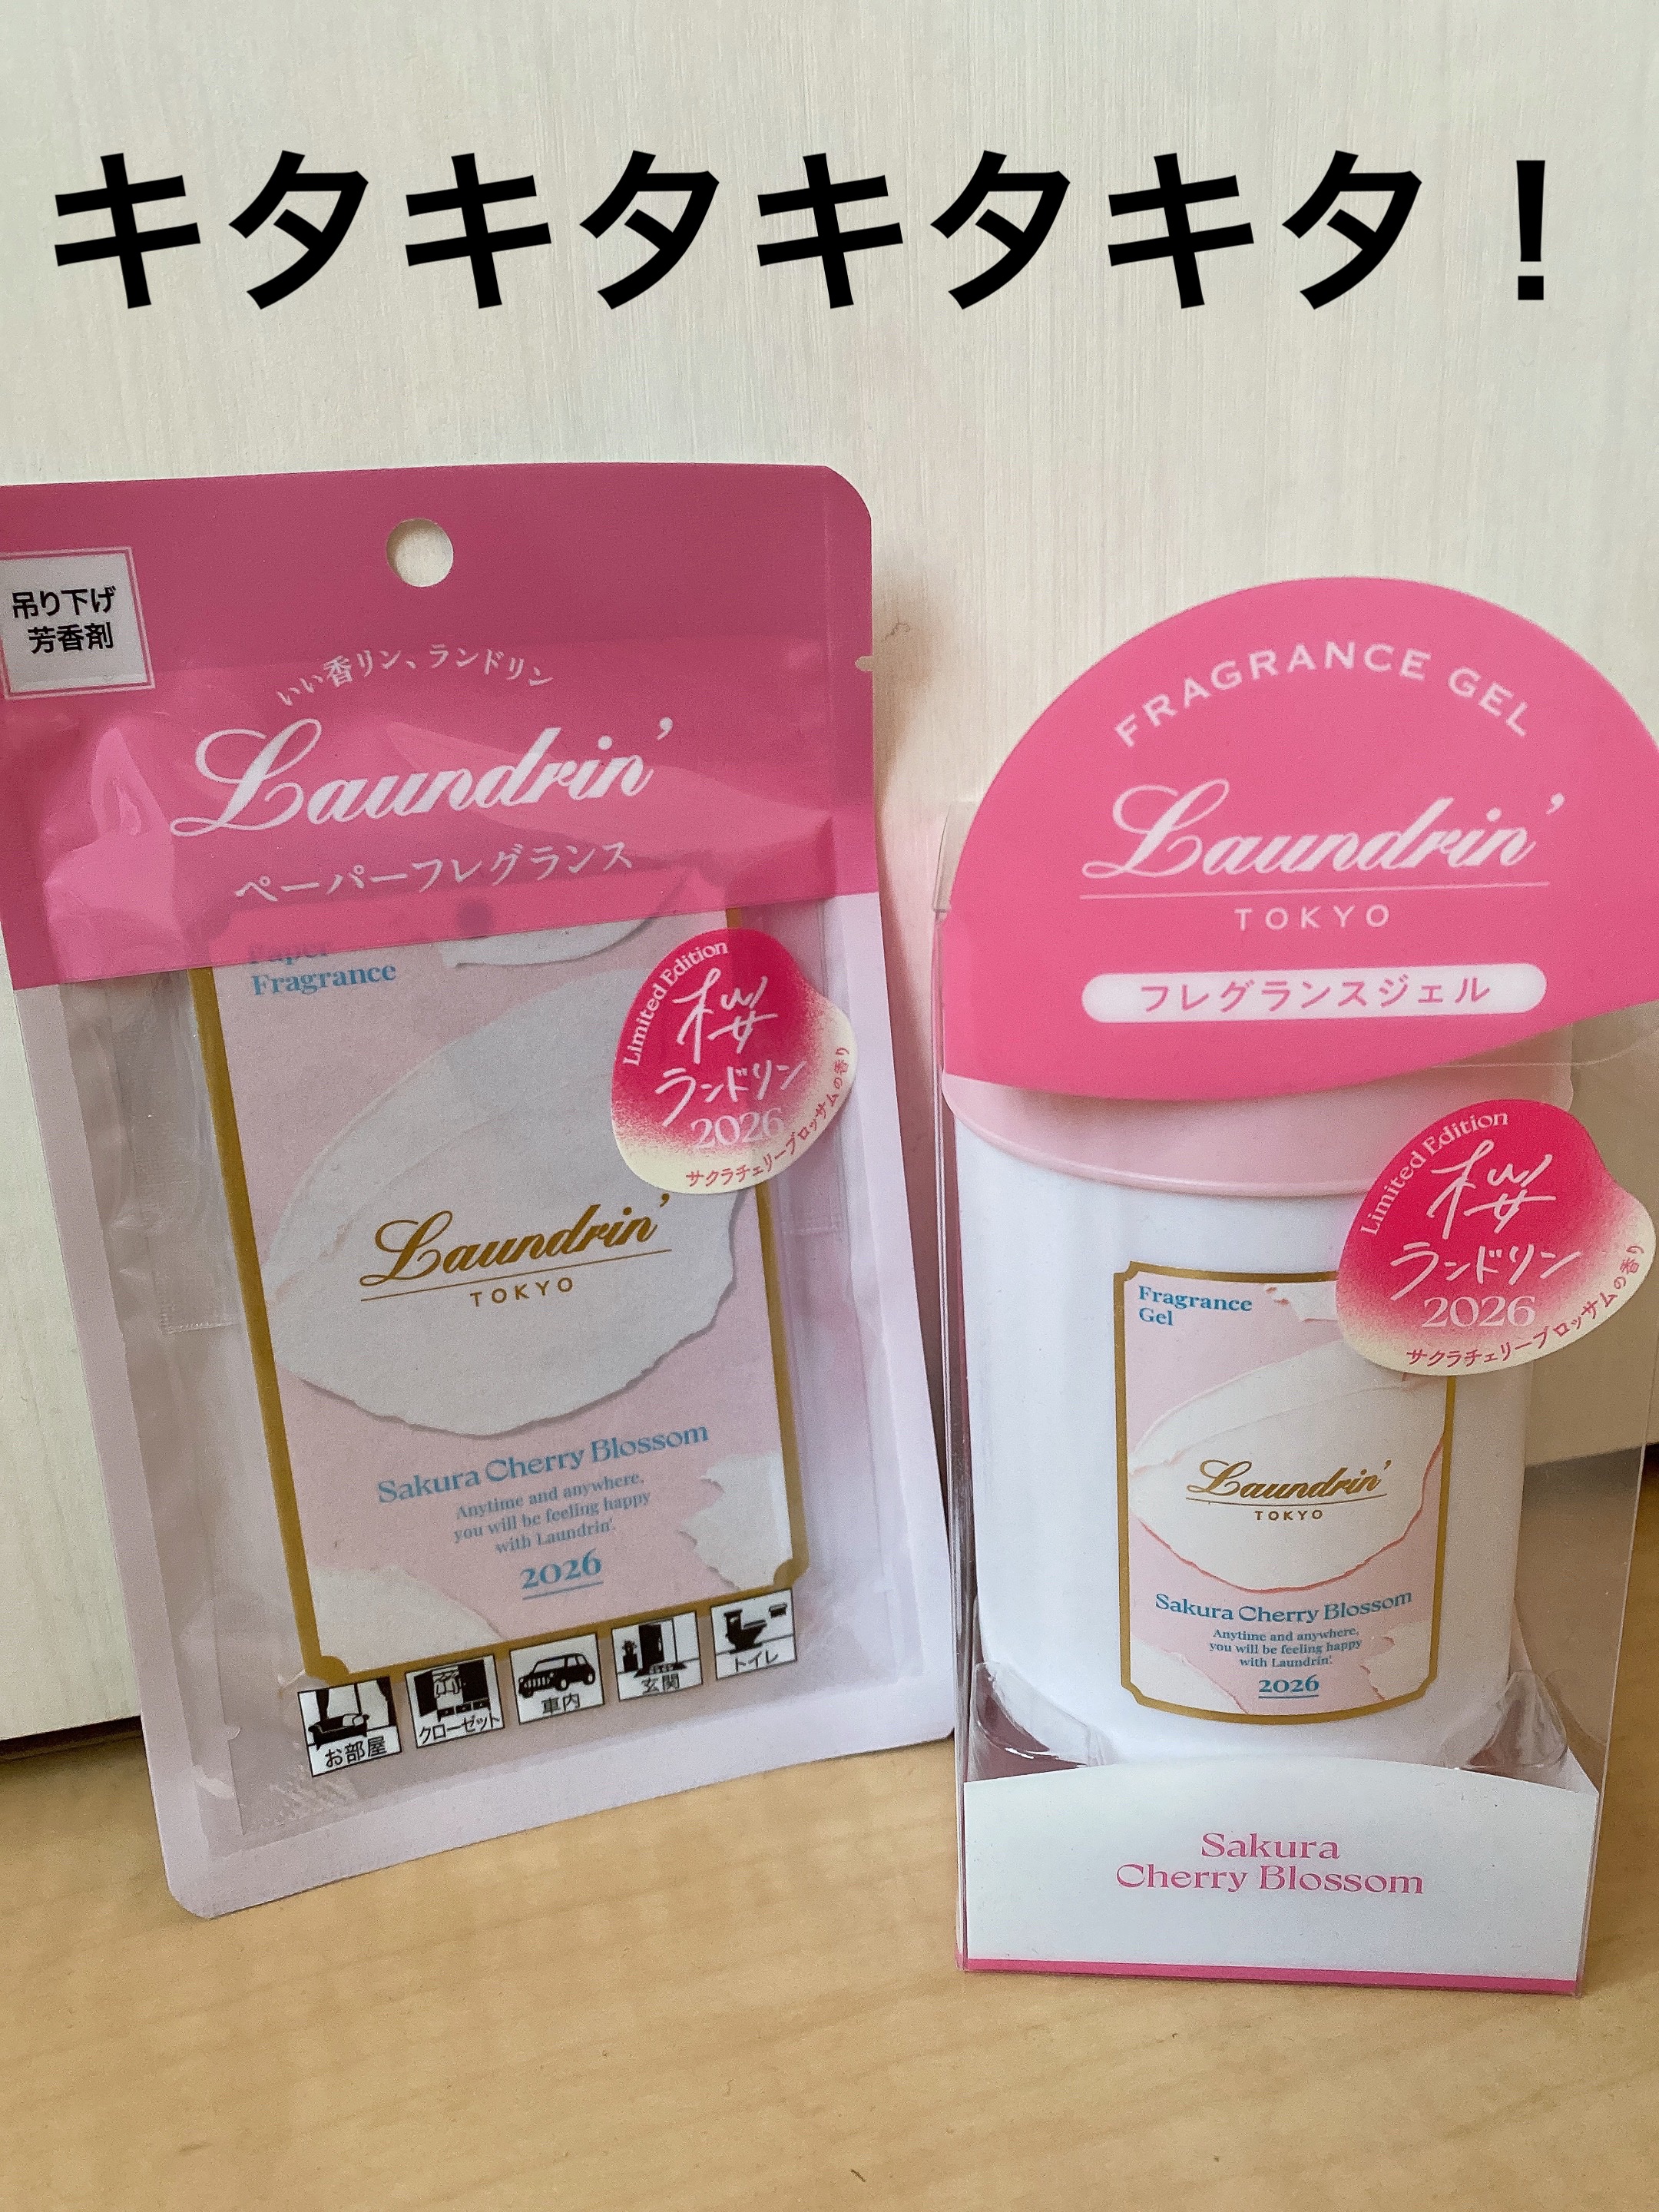 キタキタキタキタ！
吊り下げ
芳香剤
いい香リン、ランドリン
Laundrin'
ペーパーフレグランス
Paper
Fragrance
Limited Edition
桜
ランドリン
2026
サクラチェリーブロッサムの香り
Laundrin'
TOKYO
Sakura Cherry Blossom
Anytime and anywhere,
you will be feeling happy
with Laundrin'.
2026
お部屋
クローゼット
車内
玄関
トイレ
FRAGRANCE GEL
Laundrin'
TOKYO
フレグランスジェル
Limited Edition
桜
ランドリン
2026
サクラチェリーブロッサムの香り
Fragrance
Gel
Laundrin'
TOKYO
Sakura Cherry Blossom
Anytime and anywhere,
you will be feeling happy
with Laundrin'.
2026
Sakura
Cherry Blossom